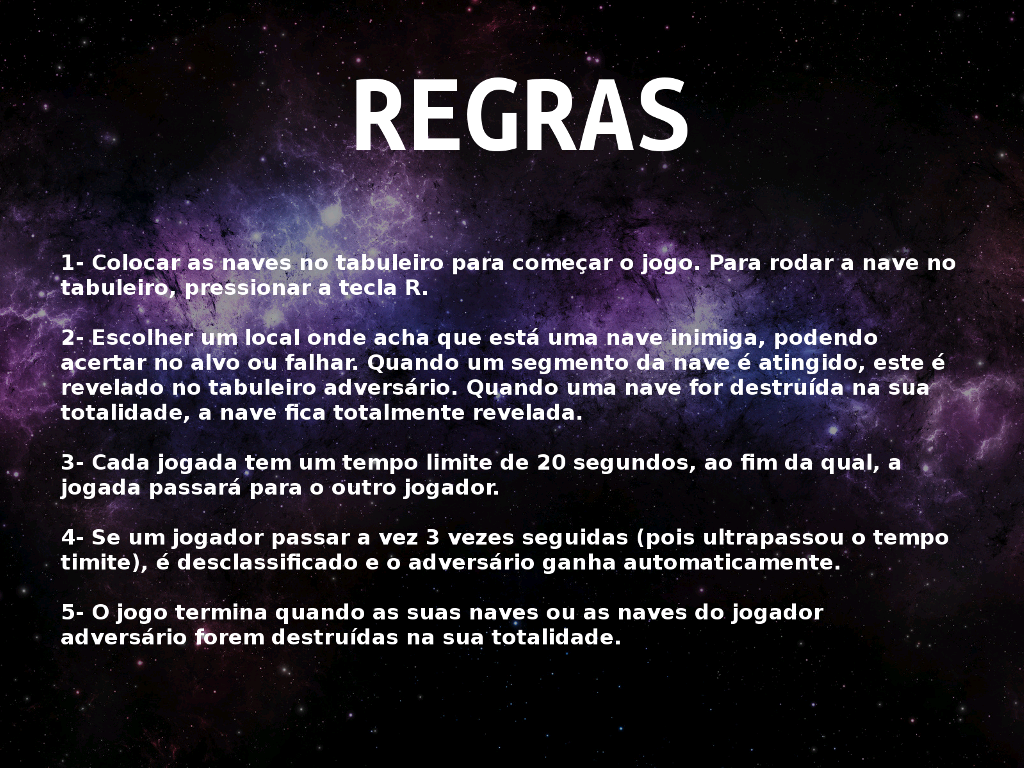 REGRAS
1- Colocar as naves no tabuleiro para começar o jogo. Para rodar a nave no
tabuleiro, pressionar a tecla R.
2- Escolher um local onde acha que está uma nave inimiga, podendo
acertar no alvo ou falhar. Quando um segmento da nave é atingido, este é
revelado no tabuleiro adversário. Quando uma nave for destruída na sua
totalidade, a nave fica totalmente revelada.
3- Cada jogada tem um tempo limite de 20 segundos, ao fim da qual, a
jogada passará para o outro jogador.
4- Se um jogador passar a vez 3 vezes seguidas (pois ultrapassou o tempo
timite), é desclassificado e o adversário ganha automaticamente.
5- O jogo termina quando as suas naves ou as naves do jogador
adversário forem destruídas na sua totalidade.